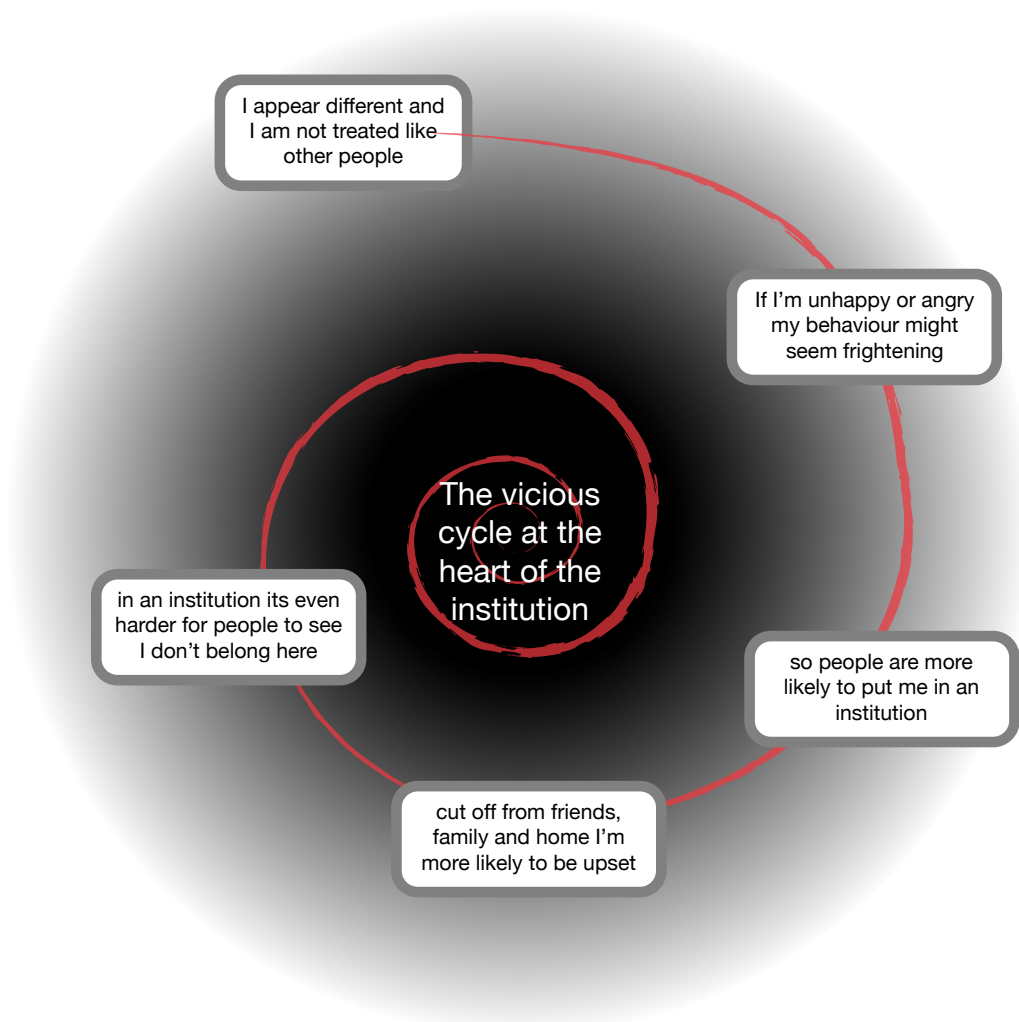 I appear different and
I am not treated like
other people
If I’m unhappy or angry
my behaviour might
seem frightening
so people are more
likely to put me in an
institution
cut off from friends,
family and home I’m
more likely to be upset
in an institution its even
harder for people to see
I don’t belong here
The vicious
cycle at the
heart of the
institution